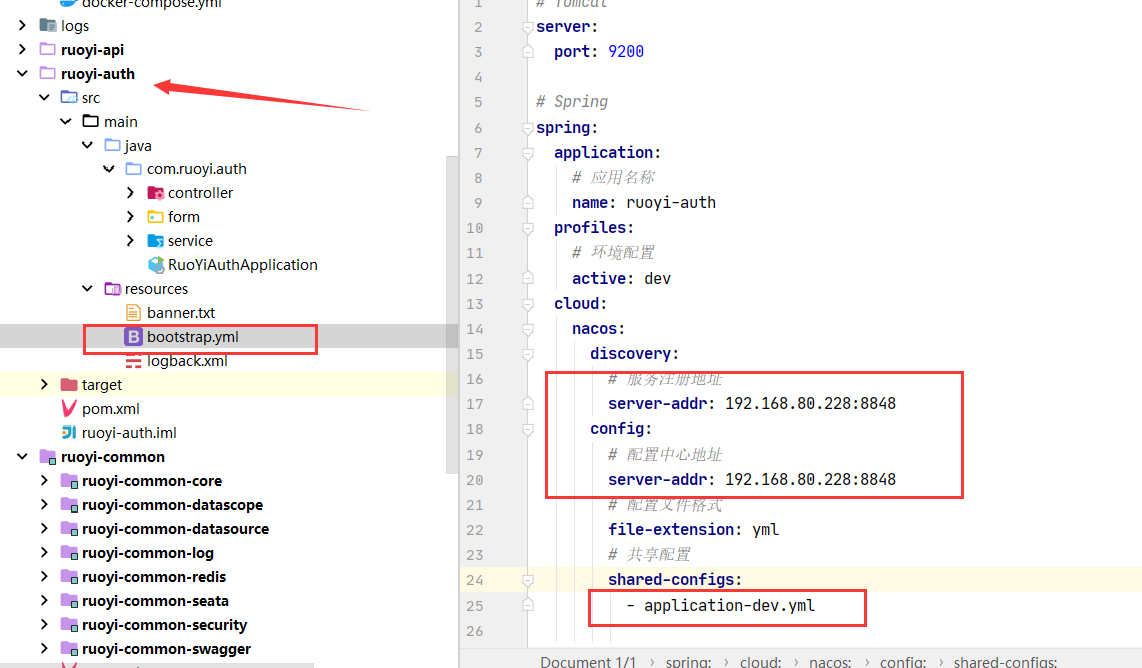 docker-compose.yml
logs
ruoyi-api
ruoyi-auth
src
main
java
com.ruoyi.auth
controller
form
service
RuoYiAuthApplication
resources
banner.txt
bootstrap.yml
logback.xml
target
pom.xml
ruoyi-auth.iml
ruoyi-common
ruoyi-common-core
ruoyi-common-datascope
ruoyi-common-datasource
ruoyi-common-log
ruoyi-common-redis
ruoyi-common-seata
ruoyi-common-security
ruoyi-common-swagger
1 # Tomcat
2 server:
3 port: 9200
4
5 # Spring
6 spring:
7 application:
8 # 应用名称
9 name: ruoyi-auth
10 profiles:
11 # 环境配置
12 active: dev
13 cloud:
14 nacos:
15 discovery:
16 # 服务注册地址
17 server-addr: 192.168.80.228:8848
18 config:
19 # 配置中心地址
20 server-addr: 192.168.80.228:8848
21 # 配置文件格式
22 file-extension: yml
23 # 共享配置
24 shared-configs:
25 - application-dev.yml
26
Document 1/1 › spring: › cloud: › nacos: › config: › shared-configs: